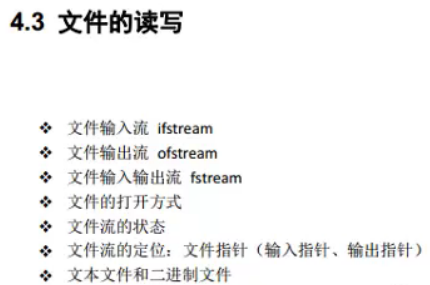 4.3 文件的读写
❖ 文件输入流 ifstream
❖ 文件输出流 ofstream
❖ 文件输入输出流 fstream
❖ 文件的打开方式
❖ 文件流的状态
❖ 文件流的定位：文件指针（输入指针、输出指针）
❖ 文本文件和二进制文件